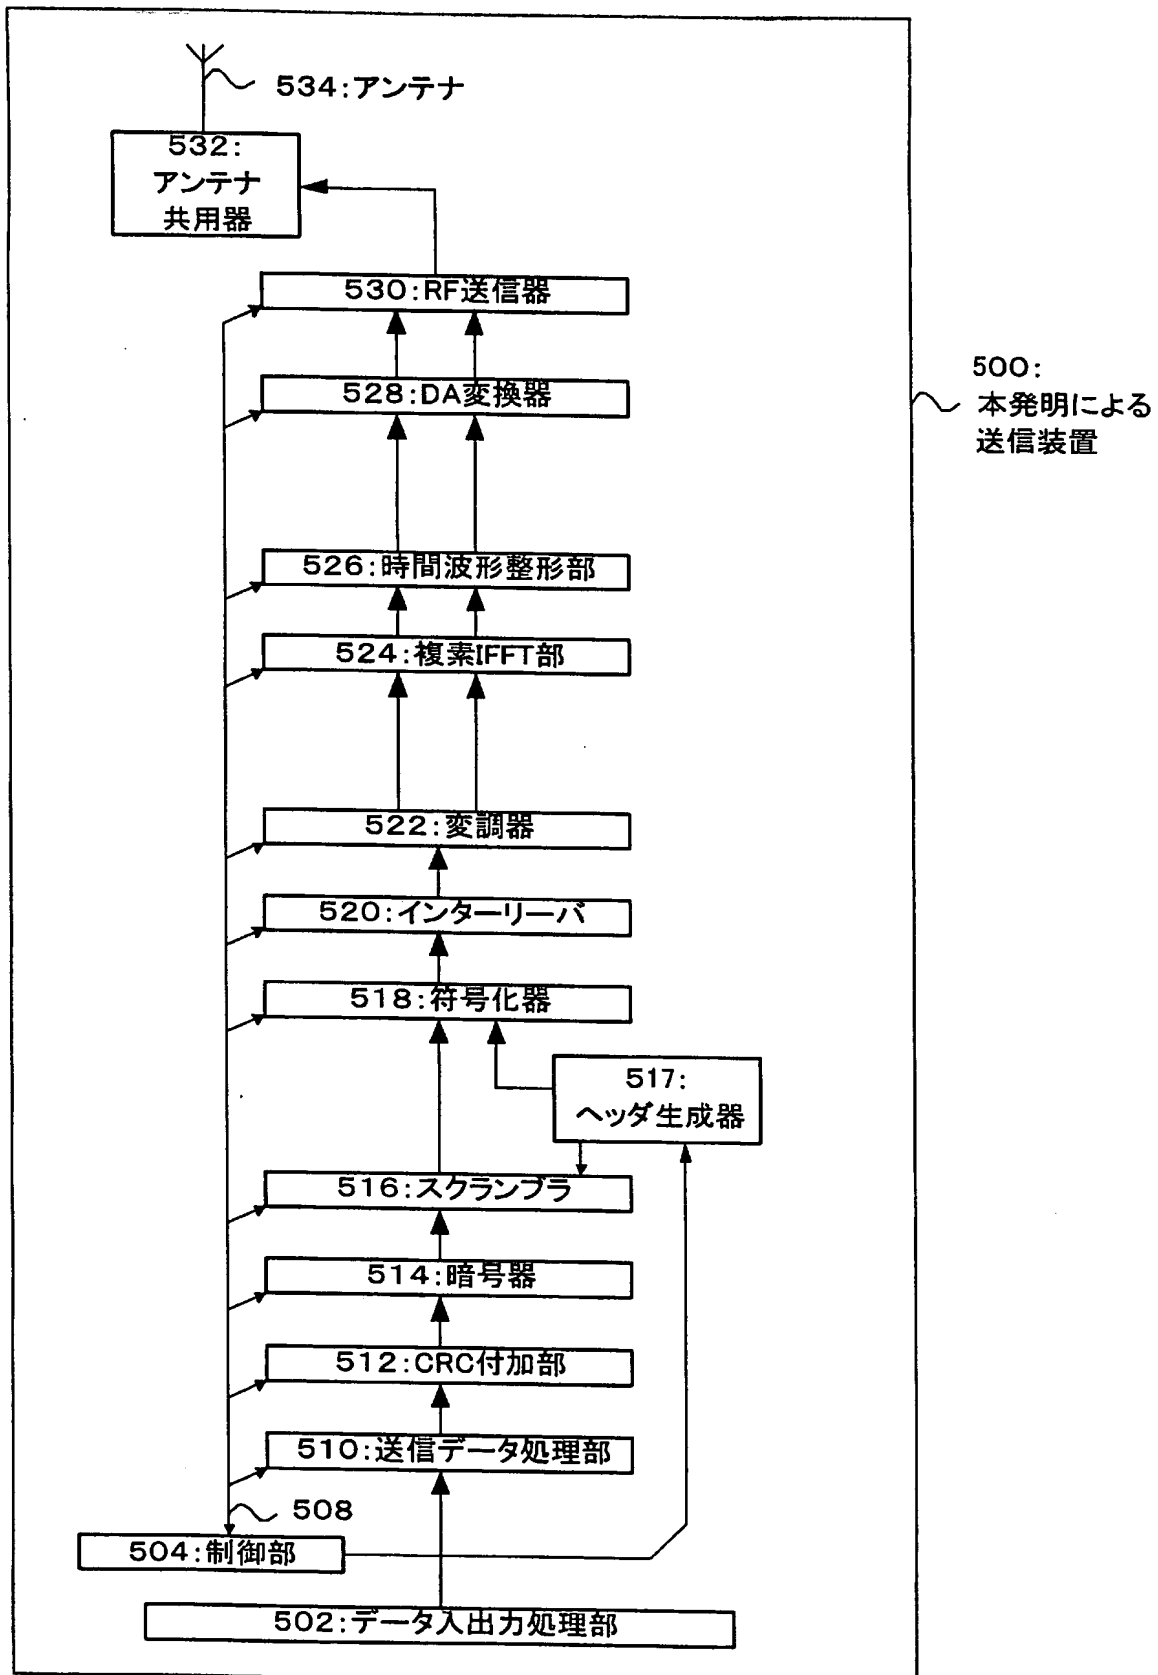 534:アンテナ
532:
アンテナ
共用器
530:RF送信器
528:DA変換器
500:
本発明による
送信装置
526:時間波形整形部
524:複素IFFT部
522:変調器
520:インターリーバ
518:符号化器
517:
ヘッダ生成器
516:スクランブラ
514:暗号器
512:CRC付加部
510:送信データ処理部
508
504:制御部
502:データ入出力処理部